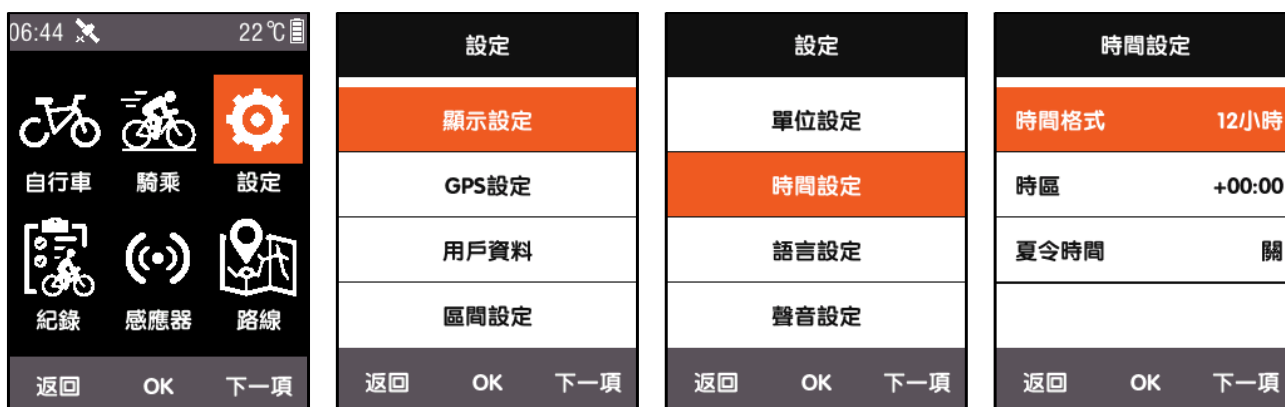 06:44 22℃
自行車 騎乘 設定
紀錄 感應器 路線
返回 OK 下一項
設定
顯示設定
GPS設定
用戶資料
區間設定
返回 OK 下一項
設定
單位設定
時間設定
語言設定
聲音設定
返回 OK 下一項
時間設定
時間格式 12小時
時區 +00:00
夏令時間 關
返回 OK 下一項